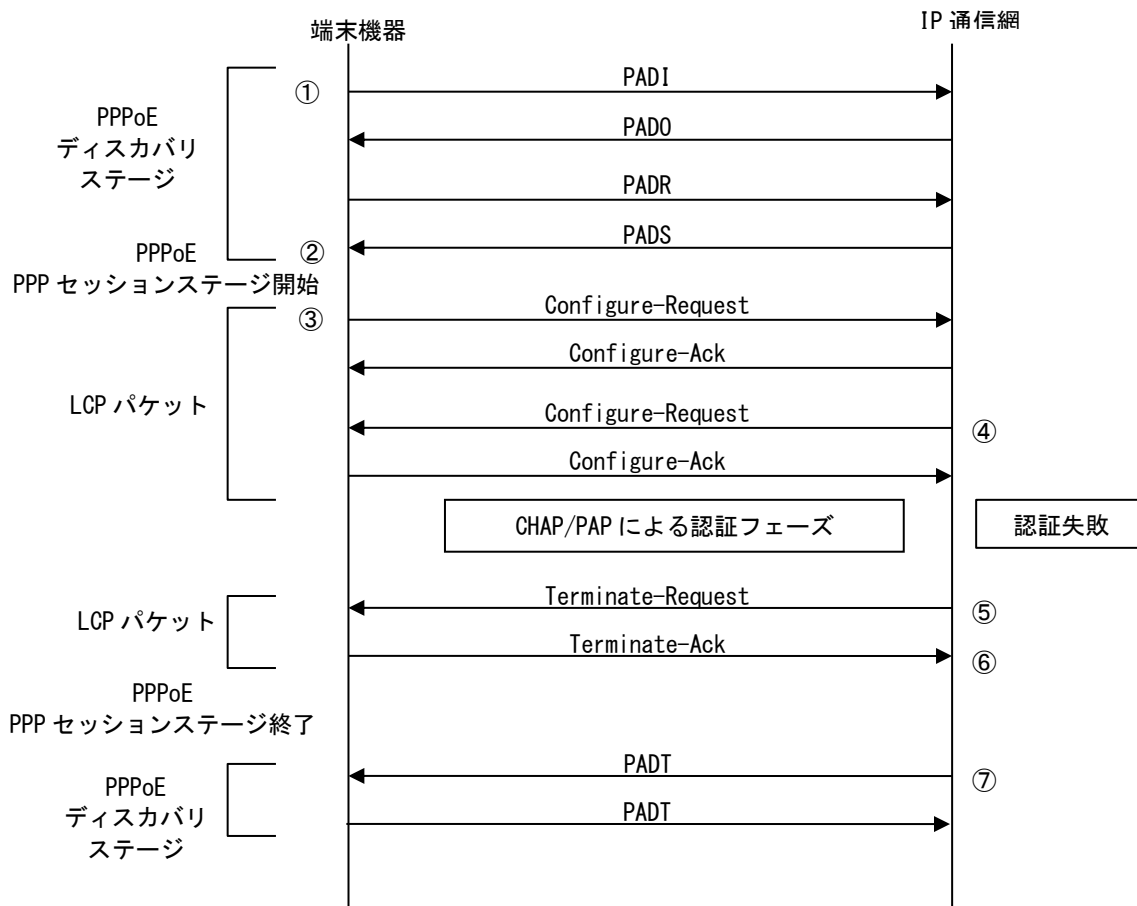 端末機器
IP 通信網
① PADI
PPPoE
ディスカバリ
ステージ
PADO
PADR
② PADS
PPPoE
PPP セッションステージ開始
③ Configure-Request
Configure-Ack
LCP パケット
Configure-Request ④
Configure-Ack
CHAP/PAP による認証フェーズ
認証失敗
Terminate-Request ⑤
LCP パケット
Terminate-Ack ⑥
PPPoE
PPP セッションステージ終了
PADT ⑦
PPPoE
ディスカバリ
ステージ
PADT